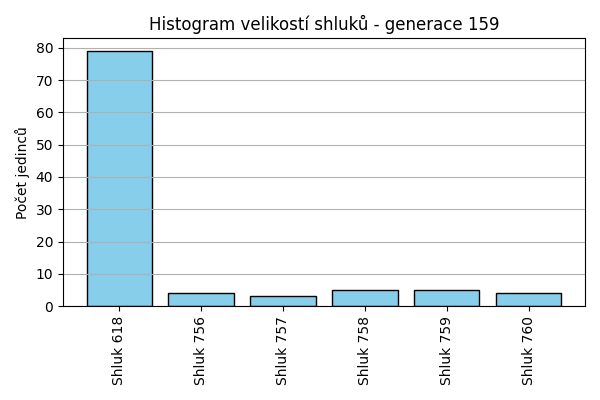 Histogram velikostí shluků - generace 159
Počet jedinců
80
70
60
50
40
30
20
10
0
Shluk 618
Shluk 756
Shluk 757
Shluk 758
Shluk 759
Shluk 760